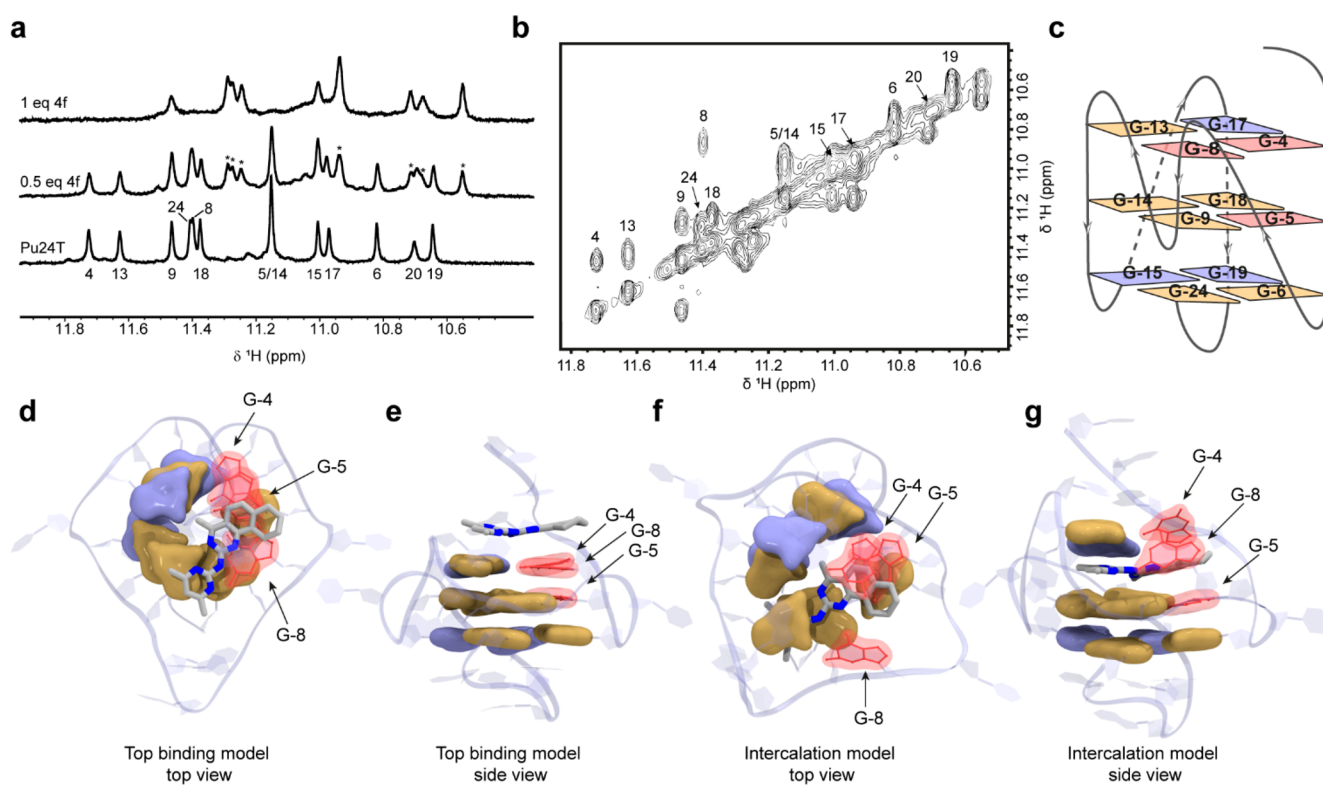 a
1 eq 4f
* * * * * * *
0.5 eq 4f
24 8
Pu24T
4 13 9 18 5/14 15 17 6 20 19
11.8 11.6 11.4 11.2 11.0 10.8 10.6
δ ¹H (ppm)
b
19
20
6
8
17
5/14
15
24
9
18
13
4
10.6
10.8
11.0
11.2
11.4
11.6
11.8
δ ¹H (ppm)
11.8 11.6 11.4 11.2 11.0 10.8 10.6
δ ¹H (ppm)
c
G-13 G-17
G-8 G-4
G-14 G-18
G-9 G-5
G-15 G-19
G-24 G-6
d
G-4
G-5
G-8
Top binding model
top view
e
G-4
G-8
G-5
Top binding model
side view
f
G-4
G-5
G-8
Intercalation model
top view
g
G-4
G-8
G-5
Intercalation model
side view